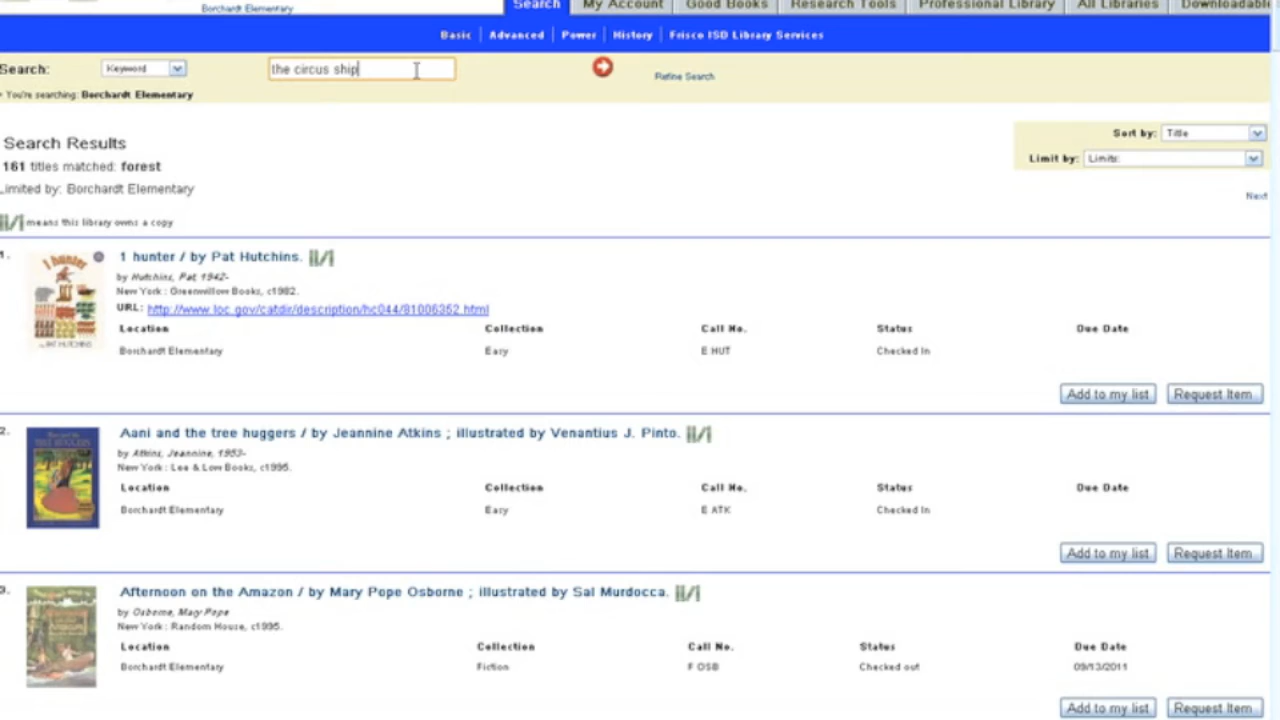 Borchardt Elementary
Search My Account Good Books Research Tools Professional Library All Libraries Downloadabl
Basic Advanced Power History Frisco ISD Library Services
Search: Keyword the circus ship Refine Search
You're searching: Borchardt Elementary
Sort by: Title
Search Results
Limit by: Limits:
161 titles matched: forest
Limited by: Borchardt Elementary
Next
means this library owns a copy
1. 1 hunter / by Pat Hutchins.
by Hutchins, Pat 1942-
New York : Greenwillow Books, c1982.
URL: http://www.loc.gov/catdir/description/hc044/81006352.html
Location Collection Call No. Status Due Date
Borchardt Elementary Easy E HUT Checked In
Add to my list Request Item
2. Aani and the tree huggers / by Jeannine Atkins ; illustrated by Venantius J. Pinto.
by Atkins, Jeannine, 1953-
New York : Lee & Low Books, c1995.
Location Collection Call No. Status Due Date
Borchardt Elementary Easy E ATK Checked In
Add to my list Request Item
3. Afternoon on the Amazon / by Mary Pope Osborne ; illustrated by Sal Murdocca.
by Osborne, Mary Pope
New York : Random House, c1995.
Location Collection Call No. Status Due Date
Borchardt Elementary Fiction F OSB Checked out 09/13/2011
Add to my list Request Item